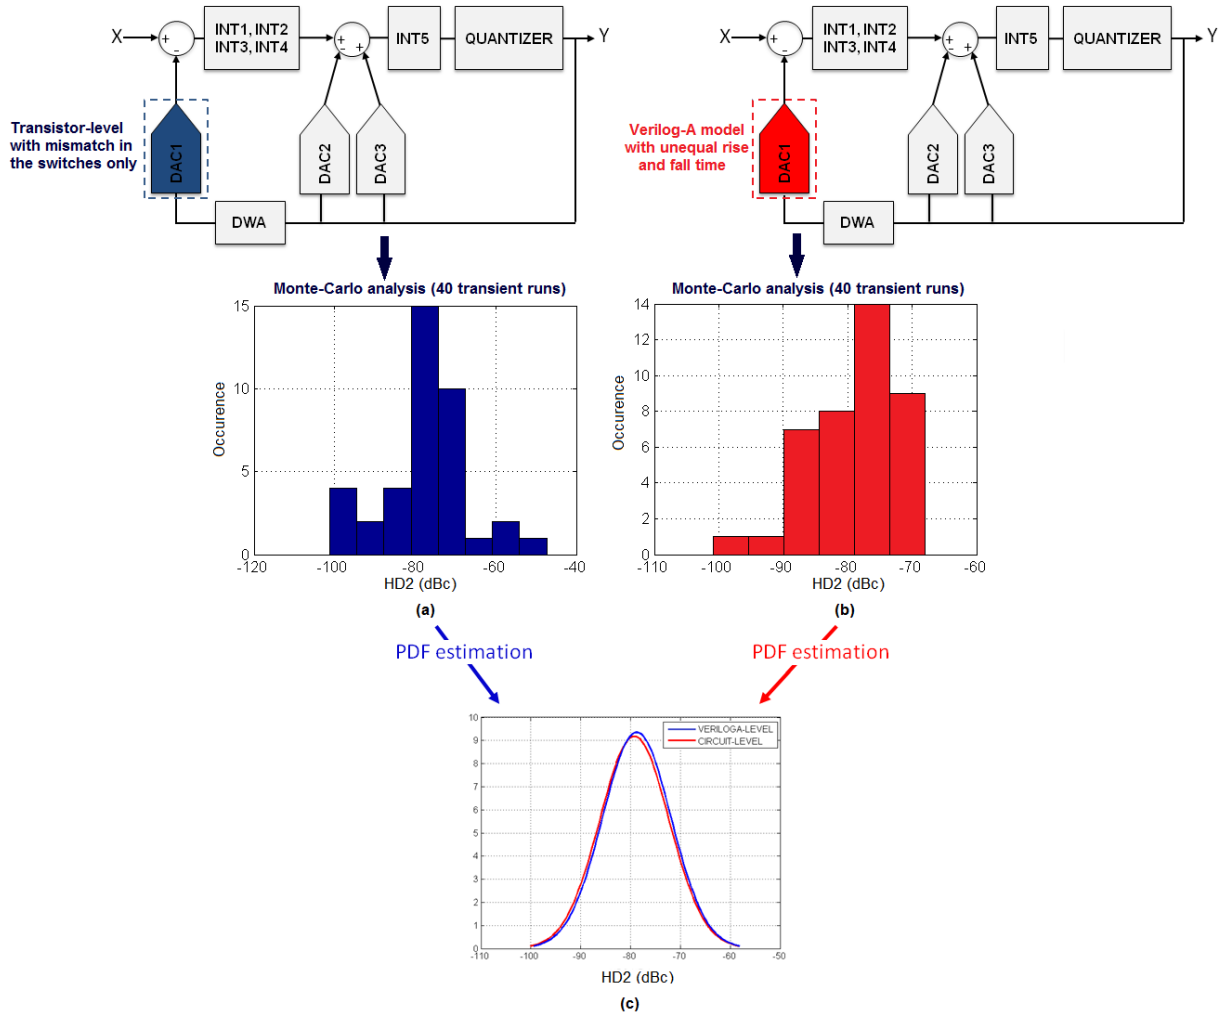 X
+
-
INT1, INT2
INT3, INT4
+
-
+
INT5
QUANTIZER
Y
Transistor-level
with mismatch in
the switches only
DAC1
DAC2
DAC3
DWA
X
+
-
INT1, INT2
INT3, INT4
+
-
+
INT5
QUANTIZER
Y
Verilog-A model
with unequal rise
and fall time
DAC1
DAC2
DAC3
DWA
Monte-Carlo analysis (40 transient runs)
15
10
5
0
Occurence
-120
-100
-80
-60
-40
HD2 (dBc)
(a)
Monte-Carlo analysis (40 transient runs)
14
12
10
8
6
4
2
0
Occurence
-110
-100
-90
-80
-70
-60
HD2 (dBc)
(b)
PDF estimation
PDF estimation
10
9
8
7
6
5
4
3
2
1
0
VERILOGA-LEVEL
CIRCUIT-LEVEL
-110
-100
-90
-80
-70
-60
-50
HD2 (dBc)
(c)